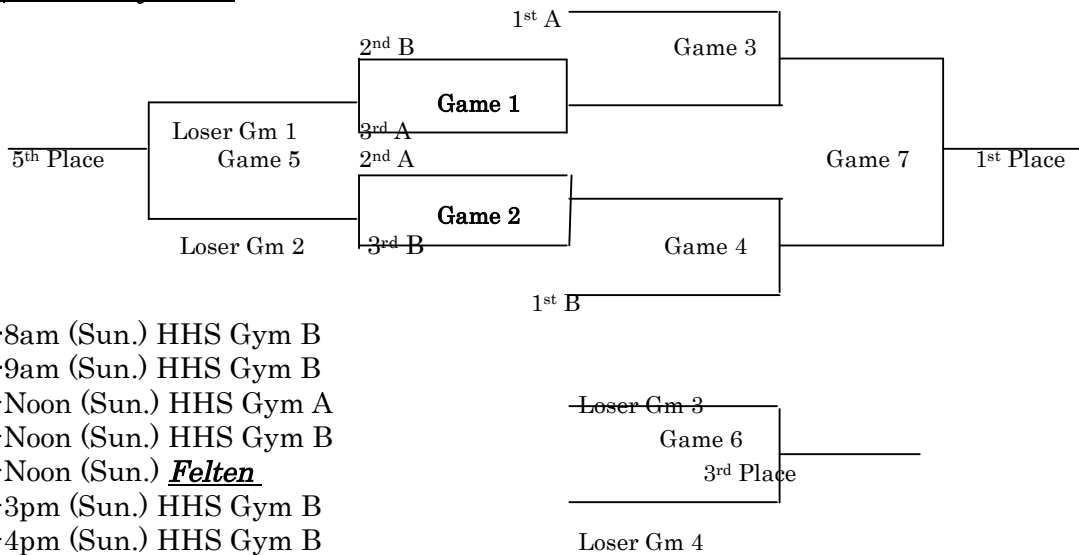 1st A
2nd B
Game 3
Game 1
Loser Gm 1
3rd A
5th Place
Game 5
2nd A
Game 7
1st Place
Game 2
Loser Gm 2
3rd B
Game 4
1st B
-8am (Sun.) HHS Gym B
-9am (Sun.) HHS Gym B
-Noon (Sun.) HHS Gym A
-Noon (Sun.) HHS Gym B
-Noon (Sun.) Felten
-3pm (Sun.) HHS Gym B
-4pm (Sun.) HHS Gym B
Loser Gm 3
Game 6
3rd Place
Loser Gm 4